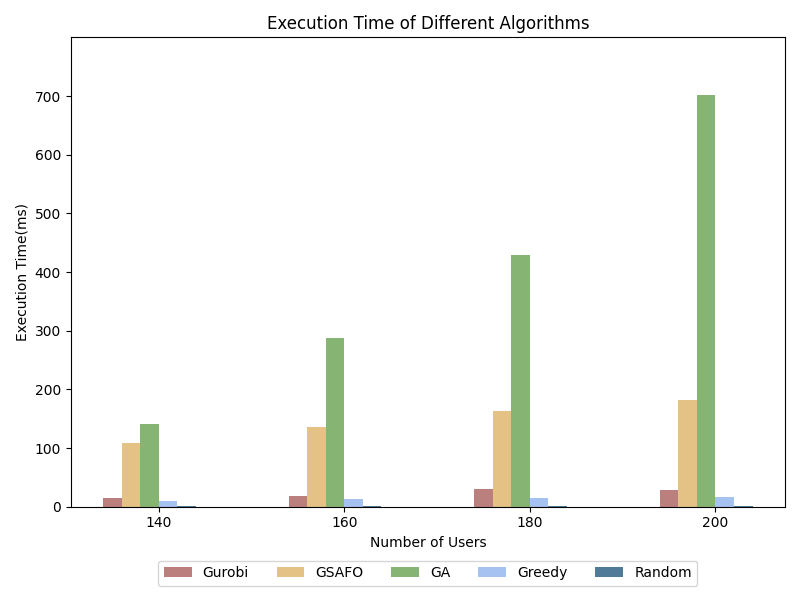 Execution Time of Different Algorithms
Execution Time(ms)
700
600
500
400
300
200
100
0
140 160 180 200
Number of Users
Gurobi GSAFO GA Greedy Random